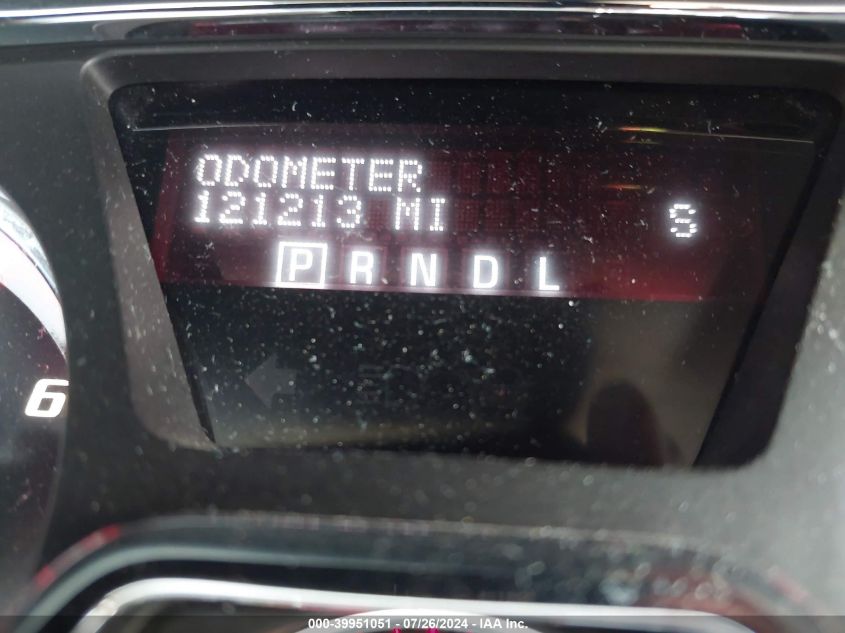 ODOMETER
121213 MI S
P R N D L
6
000-39951051 - 07/26/2024 - IAA Inc.